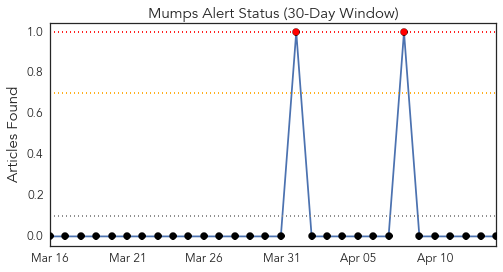 Mumps Alert Status (30-Day Window)
Articles Found
1.0
0.8
0.6
0.4
0.2
0.0
Mar 16
Mar 21
Mar 26
Mar 31
Apr 05
Apr 10